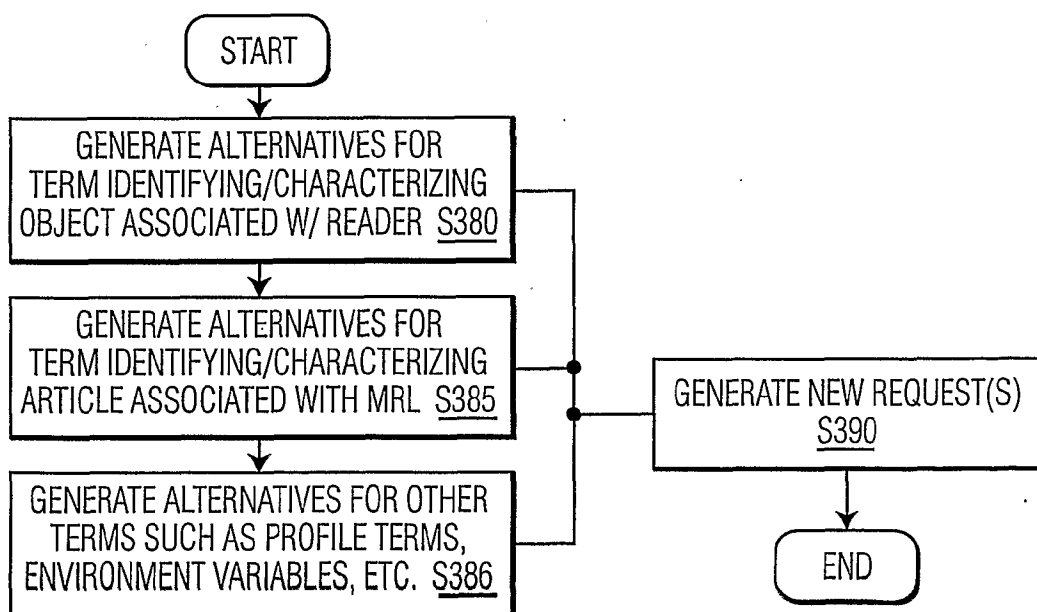 START
GENERATE ALTERNATIVES FOR
TERM IDENTIFYING/CHARACTERIZING
OBJECT ASSOCIATED W/ READER S380
GENERATE ALTERNATIVES FOR
TERM IDENTIFYING/CHARACTERIZING
ARTICLE ASSOCIATED WITH MRL S385
GENERATE ALTERNATIVES FOR OTHER
TERMS SUCH AS PROFILE TERMS,
ENVIRONMENT VARIABLES, ETC. S386
GENERATE NEW REQUEST(S)
S390
END